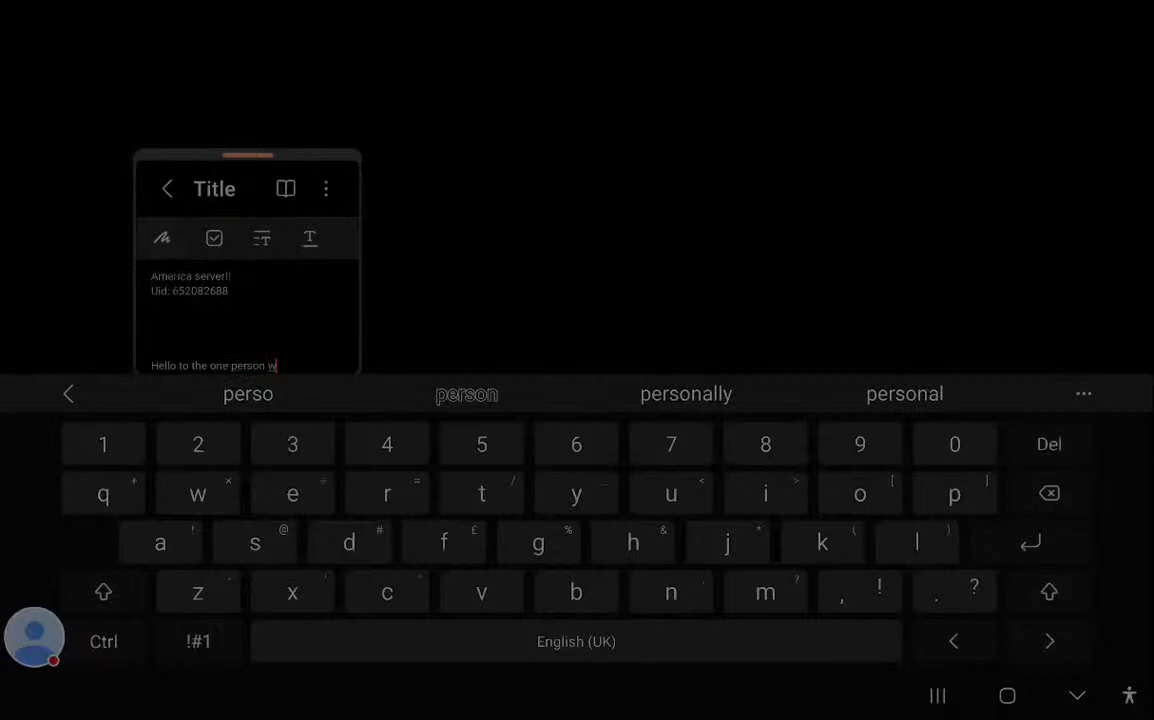 Title
America server!!
Uid: 652082688
Hello to the one person w
perso person personally personal
1 2 3 4 5 6 7 8 9 0 Del
q w e r t y u i o p
a s d f g h j k l
z x c v b n m , ! . ?
Ctrl !#1 English (UK)